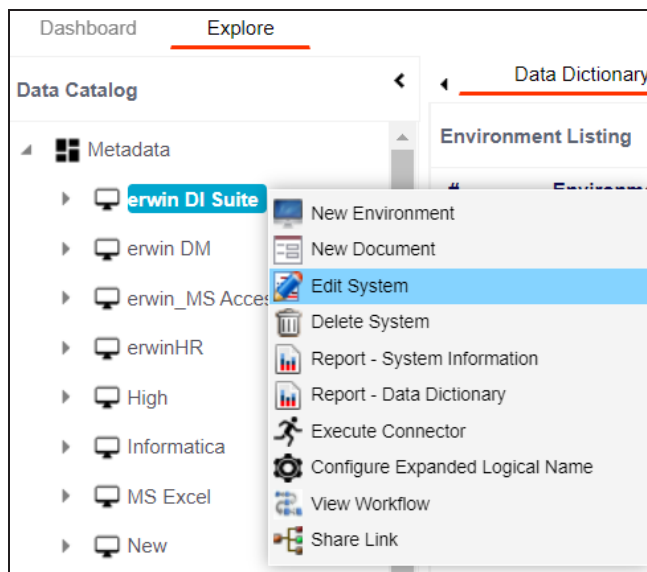 Dashboard Explore
Data Catalog
Data Dictionary
Environment Listing
Metadata
#
erwin DI Suite
erwin DM
erwin_MS Acces
erwinHR
High
Informatica
MS Excel
New
New Environment
New Document
Edit System
Delete System
Report - System Information
Report - Data Dictionary
Execute Connector
Configure Expanded Logical Name
View Workflow
Share Link